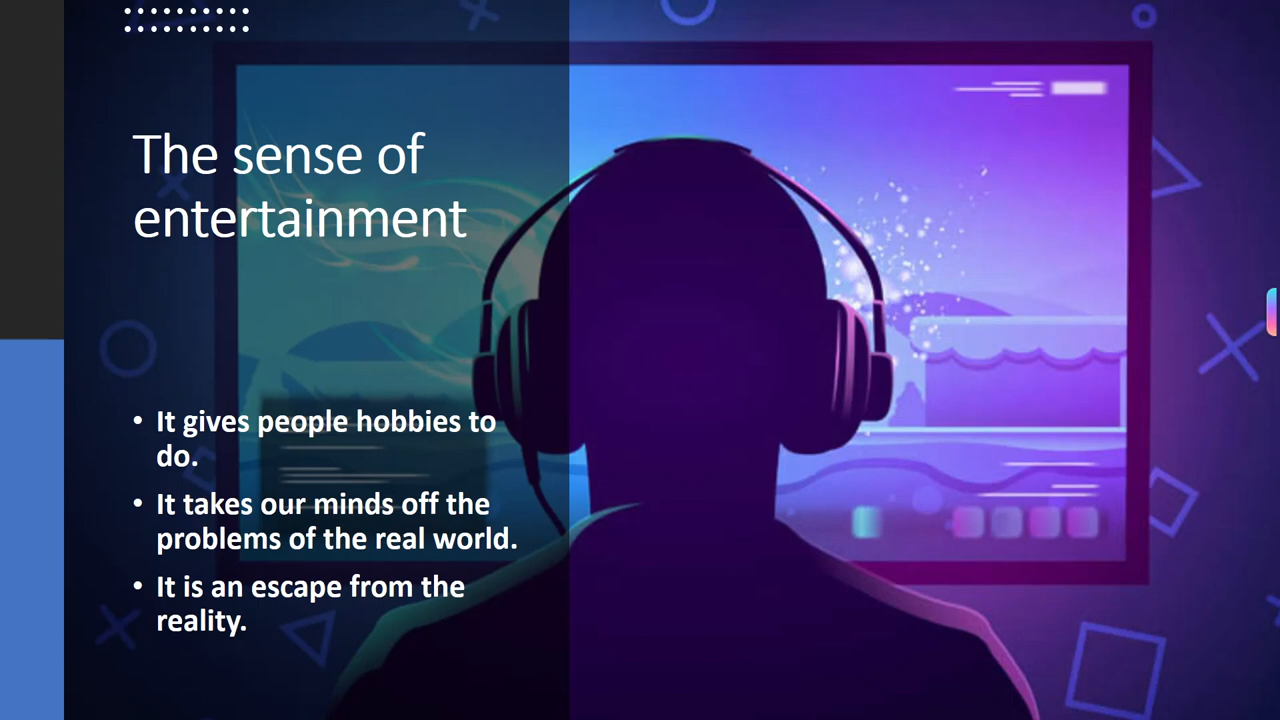 The sense of
entertainment
• It gives people hobbies to
do.
• It takes our minds off the
problems of the real world.
• It is an escape from the
reality.